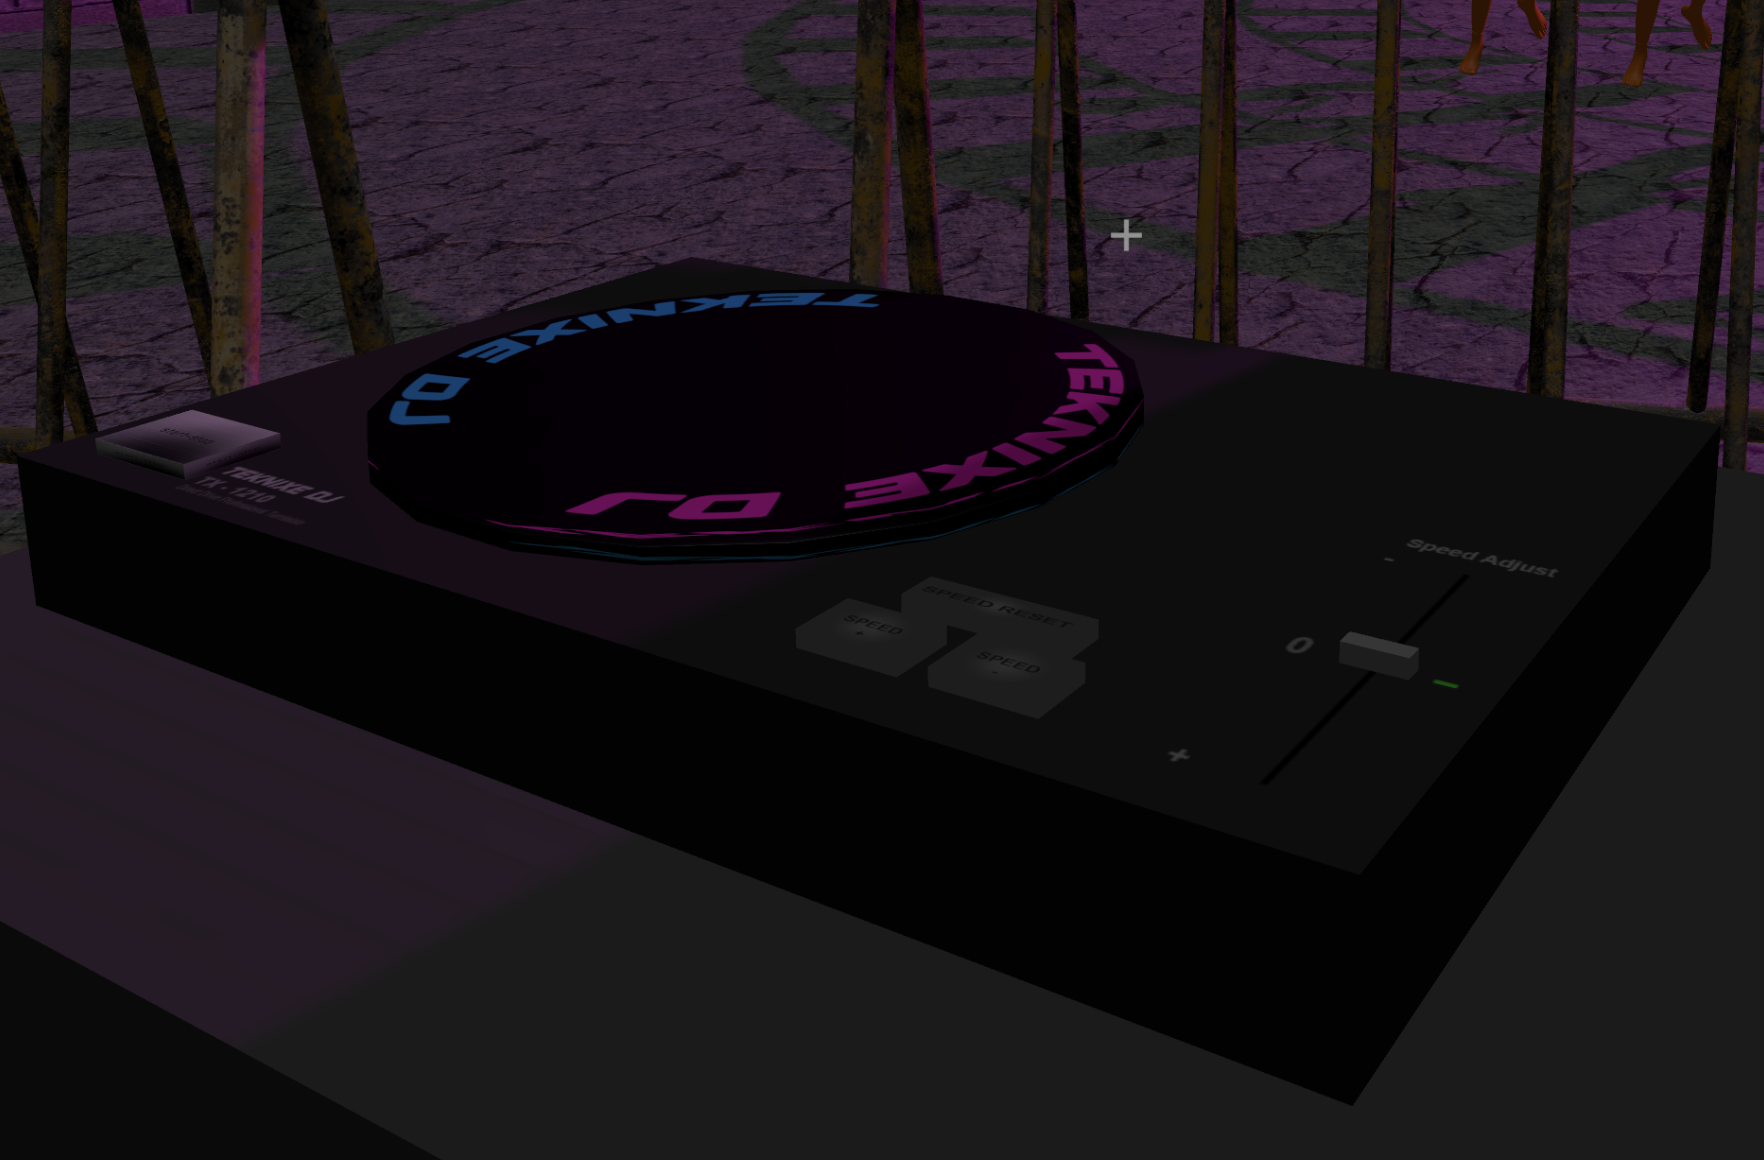 TEKNIXE DJ
TEKNIXE DJ
TEKNIXE DJ
TX-1210
Speed Adjust
-
0
+
SPEED RESET
SPEED
+
SPEED
-